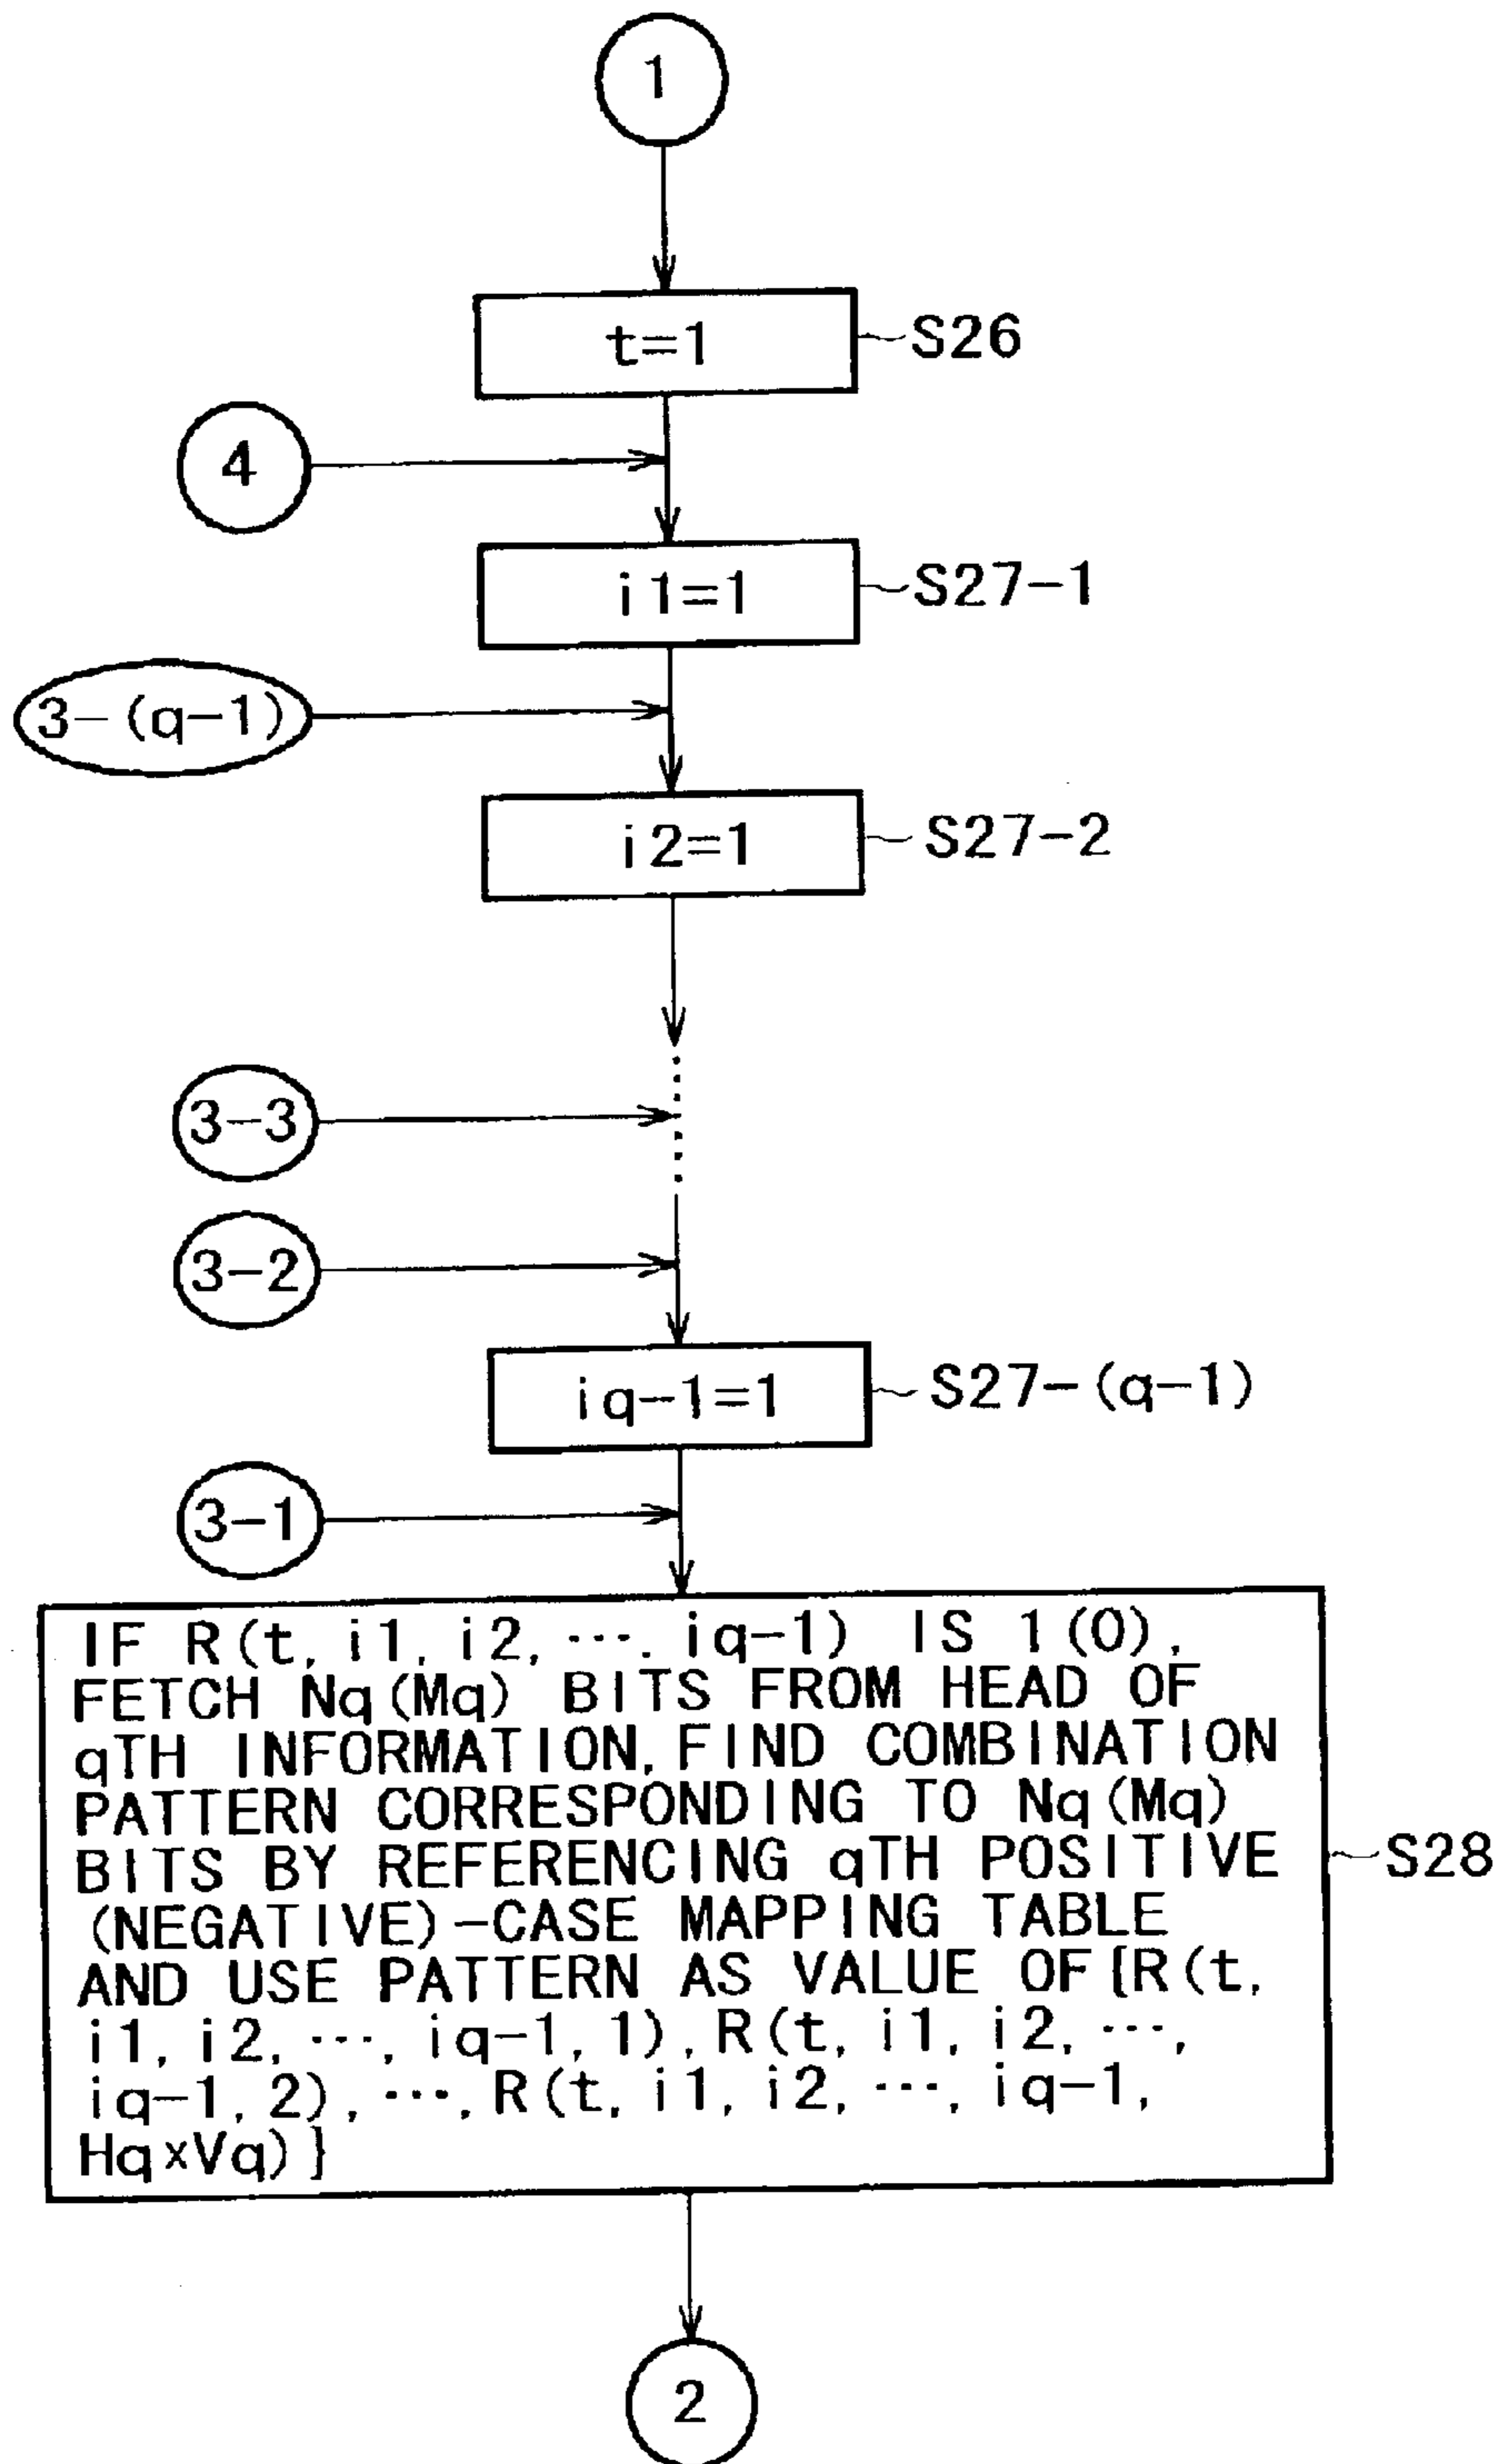 1
t=1
S26
4
i1=1
S27-1
3-(q-1)
i2=1
S27-2
3-3
3-2
iq-1=1
S27-(q-1)
3-1
IF R(t, i1, i2, ···, iq-1) IS 1(0),
FETCH Nq(Mq) BITS FROM HEAD OF
qTH INFORMATION, FIND COMBINATION
PATTERN CORRESPONDING TO Nq(Mq)
BITS BY REFERENCING qTH POSITIVE
(NEGATIVE)-CASE MAPPING TABLE
AND USE PATTERN AS VALUE OF{R(t,
i1, i2, ···, iq-1, 1), R(t, i1, i2, ···,
iq-1, 2), ···, R(t, i1, i2, ···, iq-1,
Hq×Vq)}
S28
2